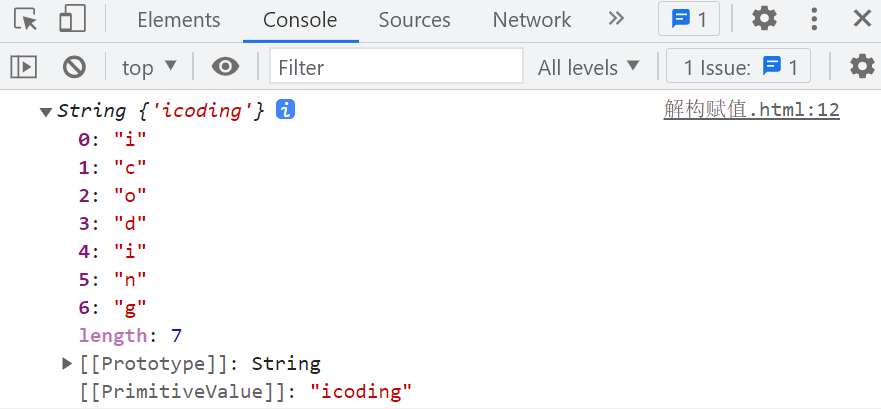 Elements Console Sources Network » 1
top Filter All levels 1 Issue: 1
String {'icoding'} i 解构赋值.html:12
0: "i"
1: "c"
2: "o"
3: "d"
4: "i"
5: "n"
6: "g"
length: 7
[[Prototype]]: String
[[PrimitiveValue]]: "icoding"